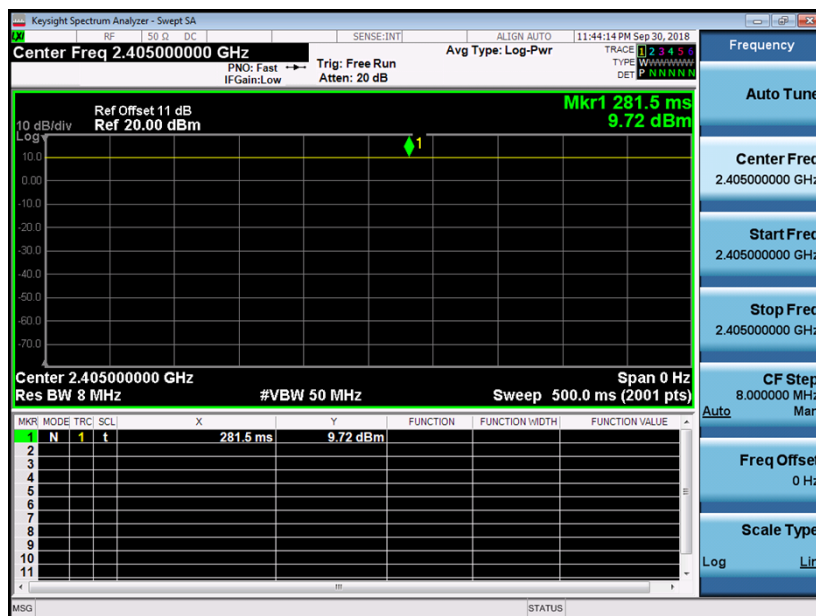 Keysight Spectrum Analyzer - Swept SA
RF 50 Ω DC SENSE:INT ALIGN AUTO 11:44:14 PM Sep 30, 2018
Center Freq 2.405000000 GHz
PNO: Fast
IFGain:Low
Trig: Free Run
Atten: 20 dB
Avg Type: Log-Pwr
TRACE 1 2 3 4 5 6
TYPE W
DET P N N N N N
Mkr1 281.5 ms
9.72 dBm
Ref Offset 11 dB
10 dB/div Ref 20.00 dBm
Log
1
10.0
0.00
-10.0
-20.0
-30.0
-40.0
-50.0
-60.0
-70.0
Center 2.405000000 GHz Span 0 Hz
Res BW 8 MHz #VBW 50 MHz Sweep 500.0 ms (2001 pts)
MKR MODE TRC SCL X Y FUNCTION FUNCTION WIDTH FUNCTION VALUE
1 N 1 t 281.5 ms 9.72 dBm
2
3
4
5
6
7
8
9
10
11
MSG STATUS
Frequency
Auto Tune
Center Freq
2.405000000 GHz
Start Freq
2.405000000 GHz
Stop Freq
2.405000000 GHz
CF Step
8.000000 MHz
Auto Man
Freq Offset
0 Hz
Scale Type
Log Lin